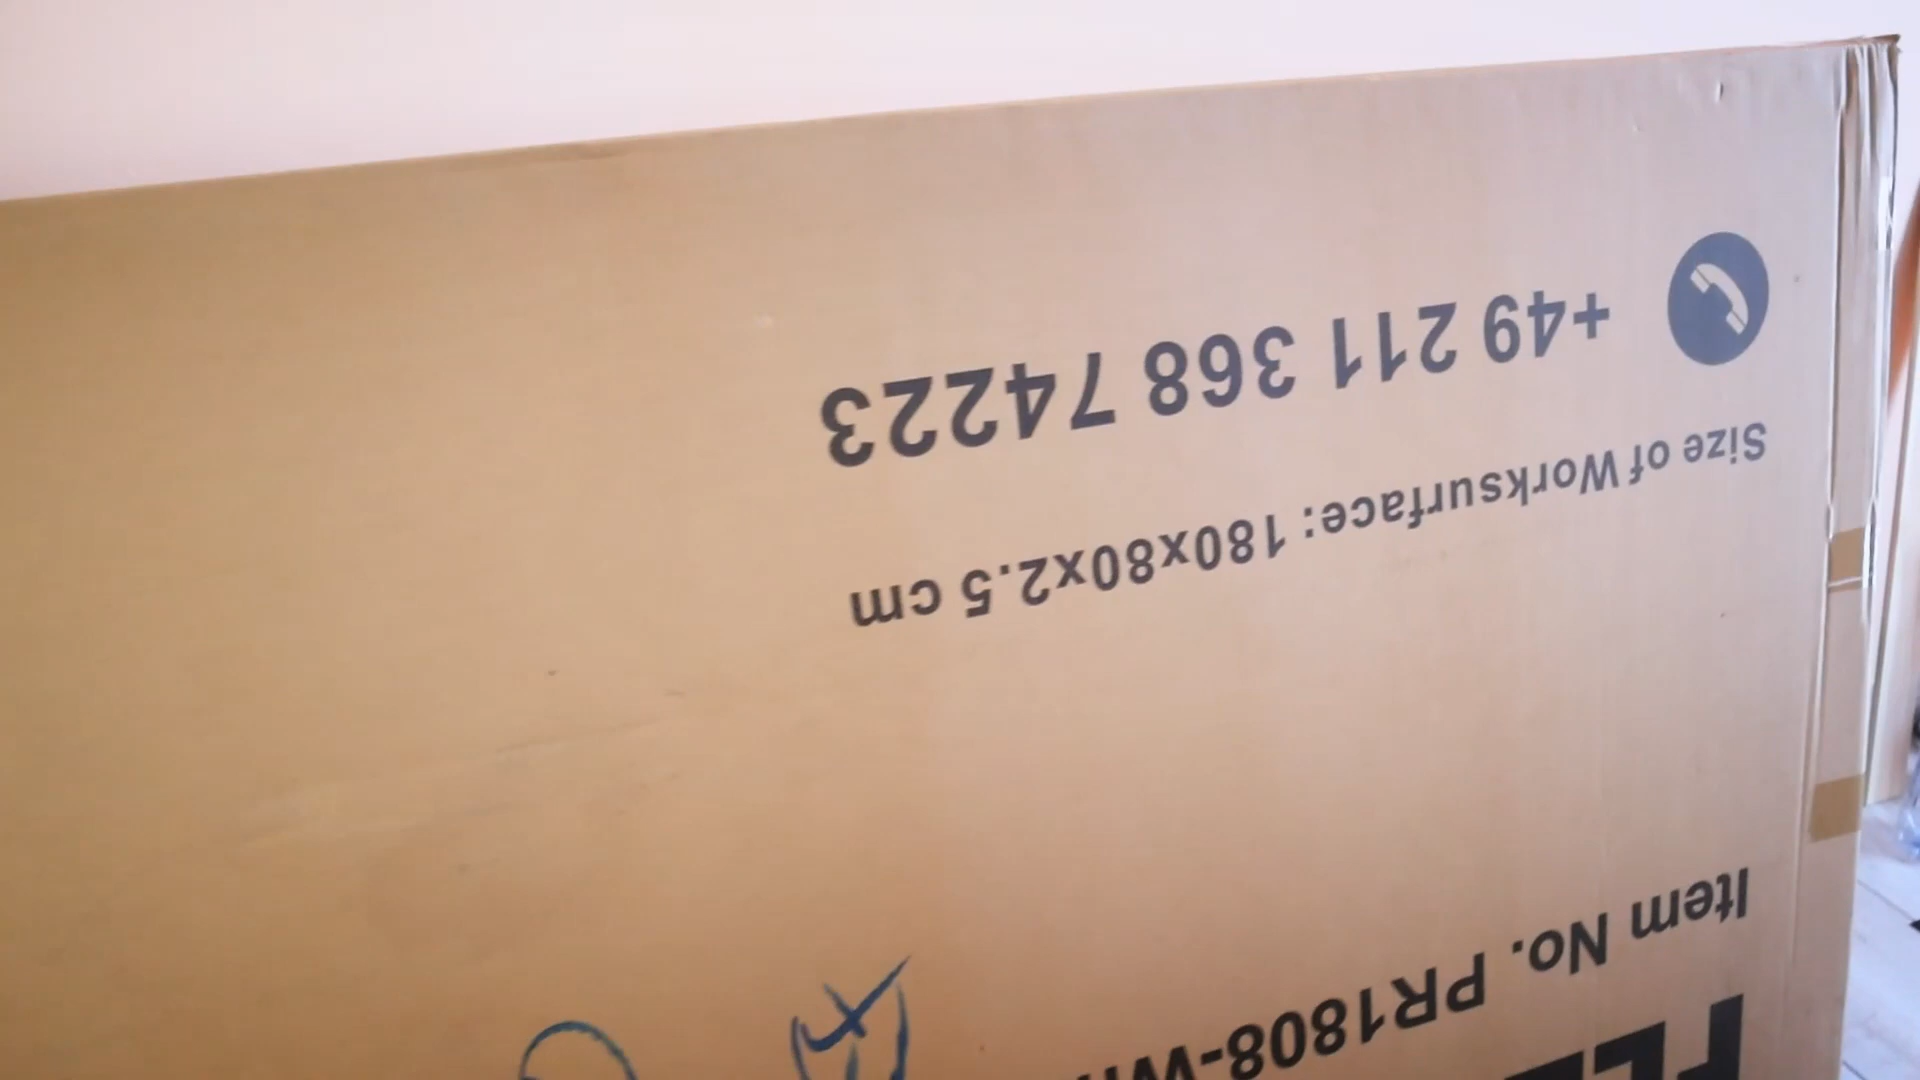 Item No. PR1808-
Size of Worksurface: 180x80x2.5 cm
+49 211 368 74223